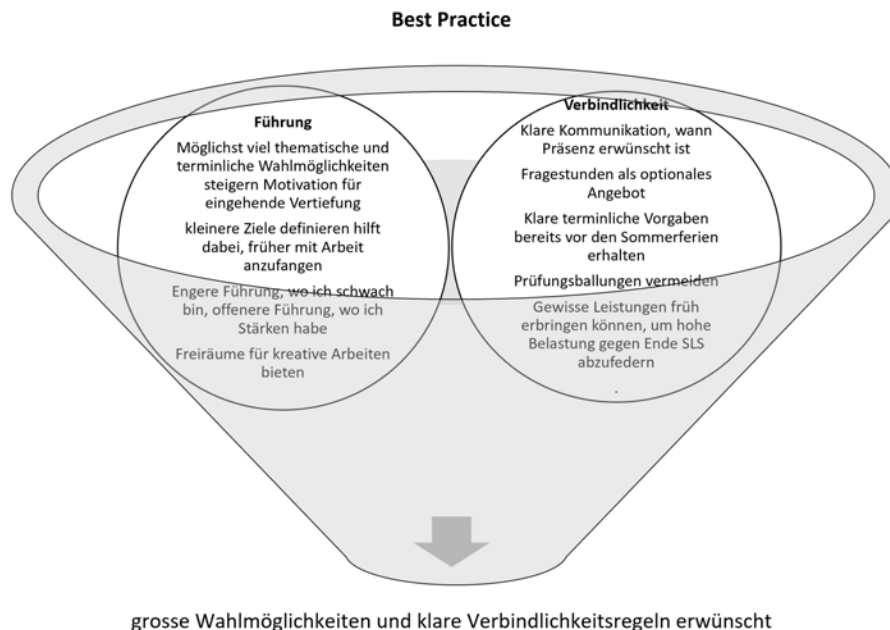 Best Practice
Führung
Möglichst viel thematische und
terminliche Wahlmöglichkeiten
steigern Motivation für
eingehende Vertiefung
kleinere Ziele definieren hilft
dabei, früher mit Arbeit
anzufangen
Engere Führung, wo ich schwach
bin, offenere Führung, wo ich
Stärken habe
Freiräume für kreative Arbeiten
bieten
Verbindlichkeit
Klare Kommunikation, wann
Präsenz erwünscht ist
Fragestunden als optionales
Angebot
Klare terminliche Vorgaben
bereits vor den Sommerferien
erhalten
Prüfungsballungen vermeiden
Gewisse Leistungen früh
erbringen können, um hohe
Belastung gegen Ende SLS
abzufedern
.
grosse Wahlmöglichkeiten und klare Verbindlichkeitsregeln erwünscht